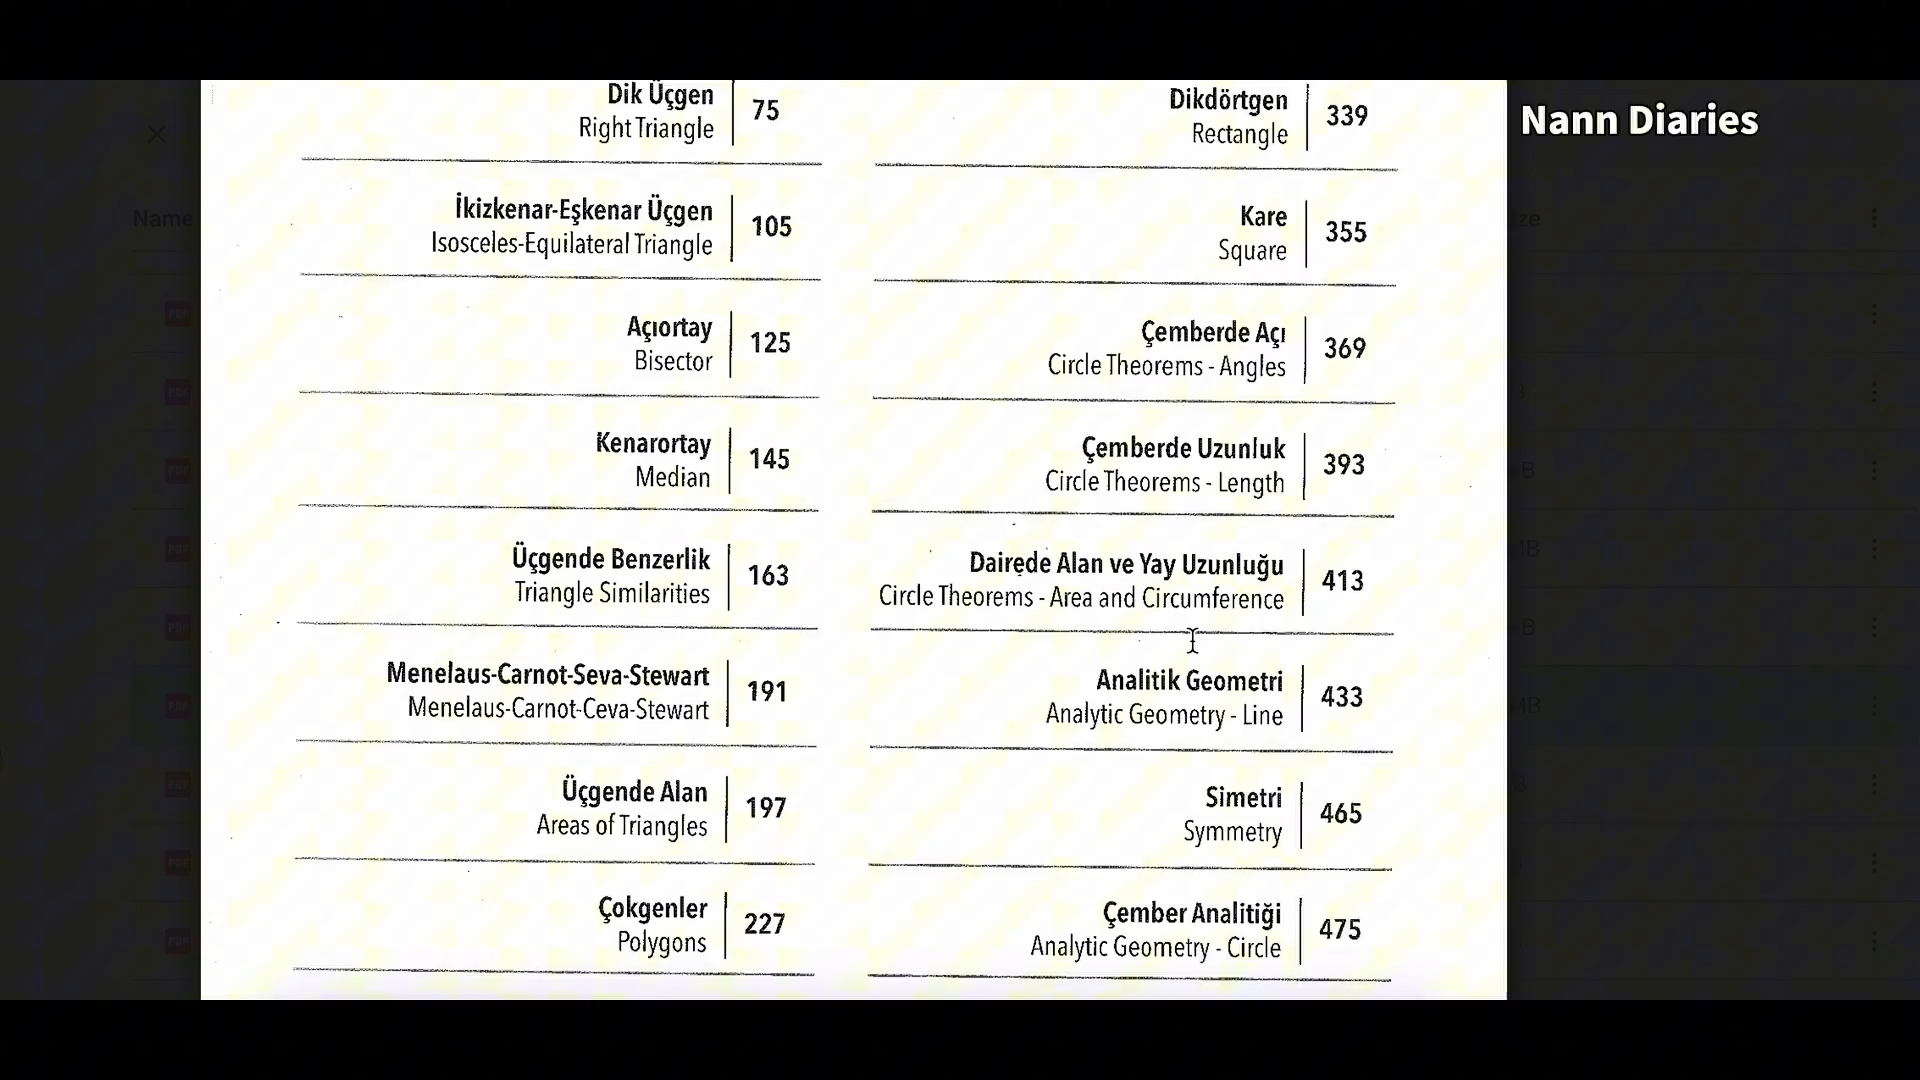 Dik Üçgen
Right Triangle
75
İkizkenar-Eşkenar Üçgen
Isosceles-Equilateral Triangle
105
Açıortay
Bisector
125
Kenarortay
Median
145
Üçgende Benzerlik
Triangle Similarities
163
Menelaus-Carnot-Seva-Stewart
Menelaus-Carnot-Ceva-Stewart
191
Üçgende Alan
Areas of Triangles
197
Çokgenler
Polygons
227
Dikdörtgen
Rectangle
339
Kare
Square
355
Çemberde Açı
Circle Theorems - Angles
369
Çemberde Uzunluk
Circle Theorems - Length
393
Dairede Alan ve Yay Uzunluğu
Circle Theorems - Area and Circumference
413
Analitik Geometri
Analytic Geometry - Line
433
Simetri
Symmetry
465
Çember Analitiği
Analytic Geometry - Circle
475
Nann Diaries
Name